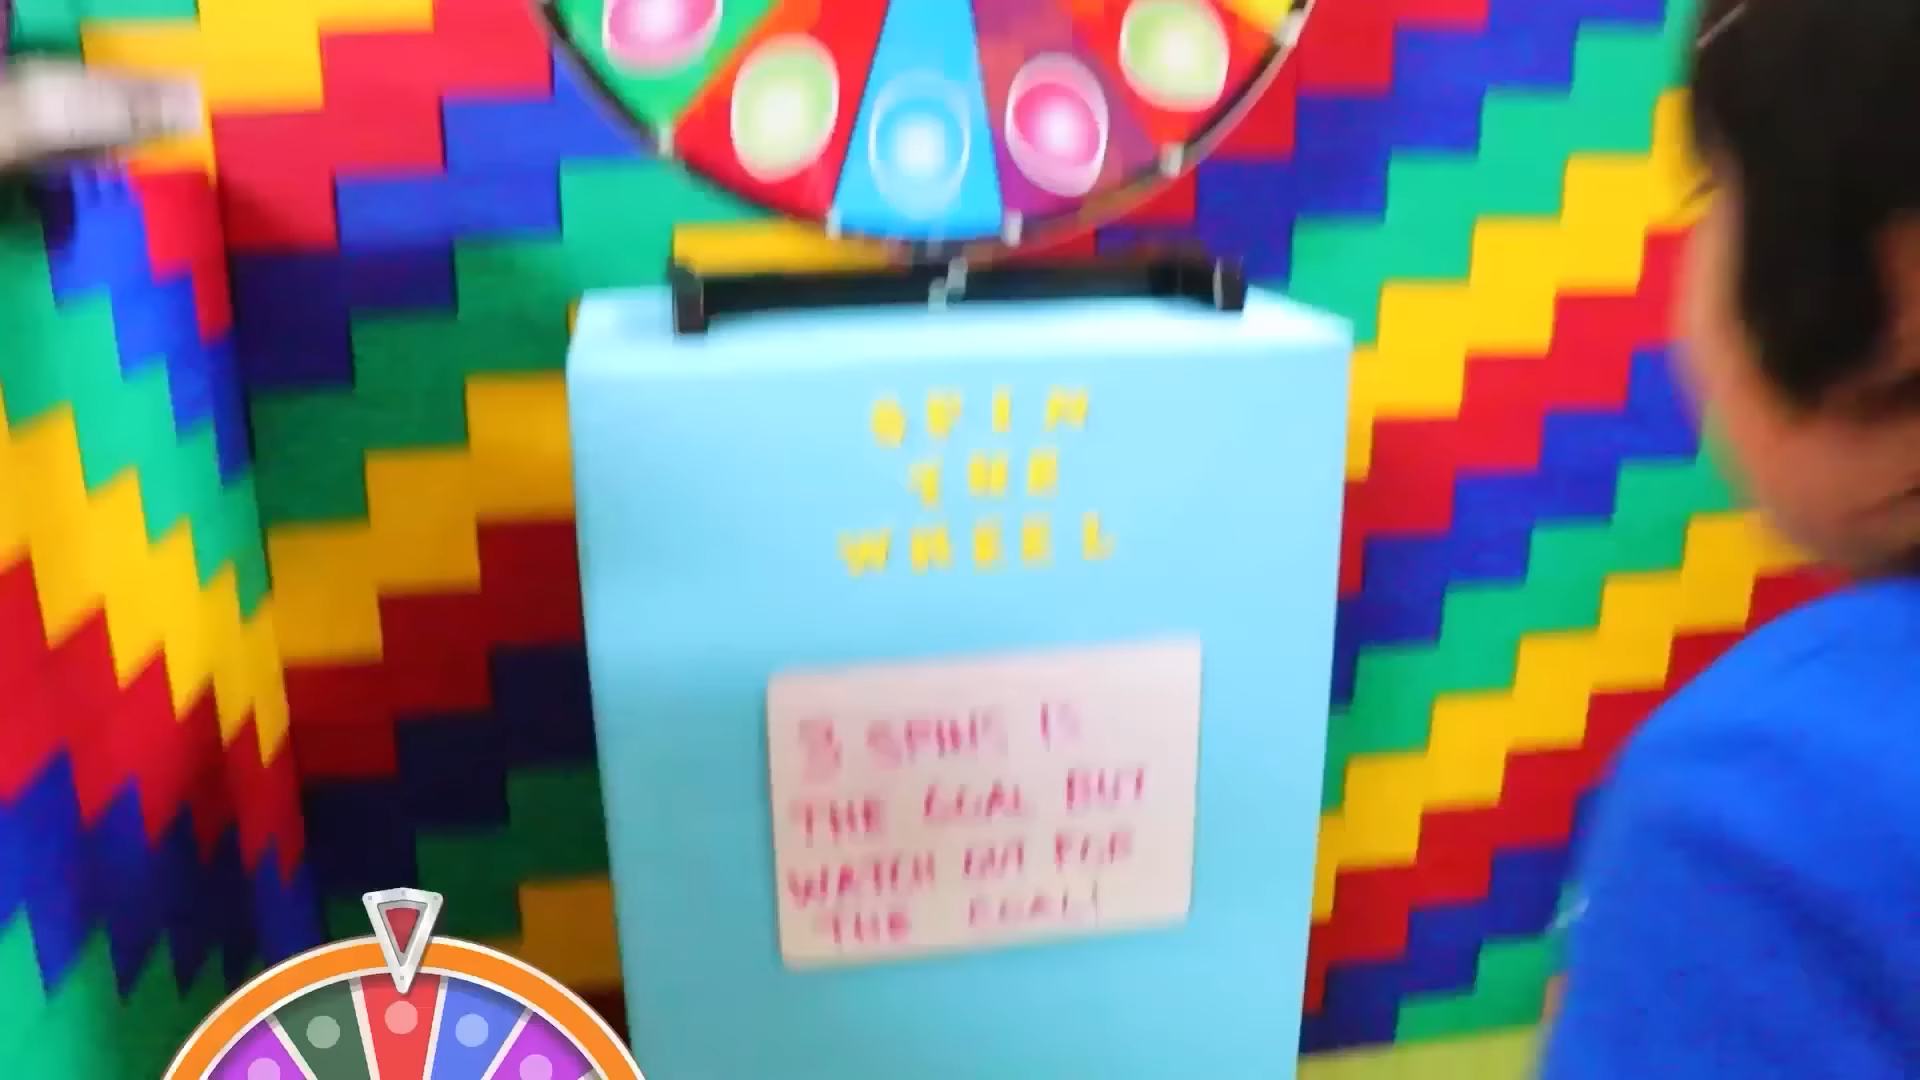 SPIN
THE
WHEEL
3 SPINS IS
THE GOAL BUT
WATCH OUT FOR
THE